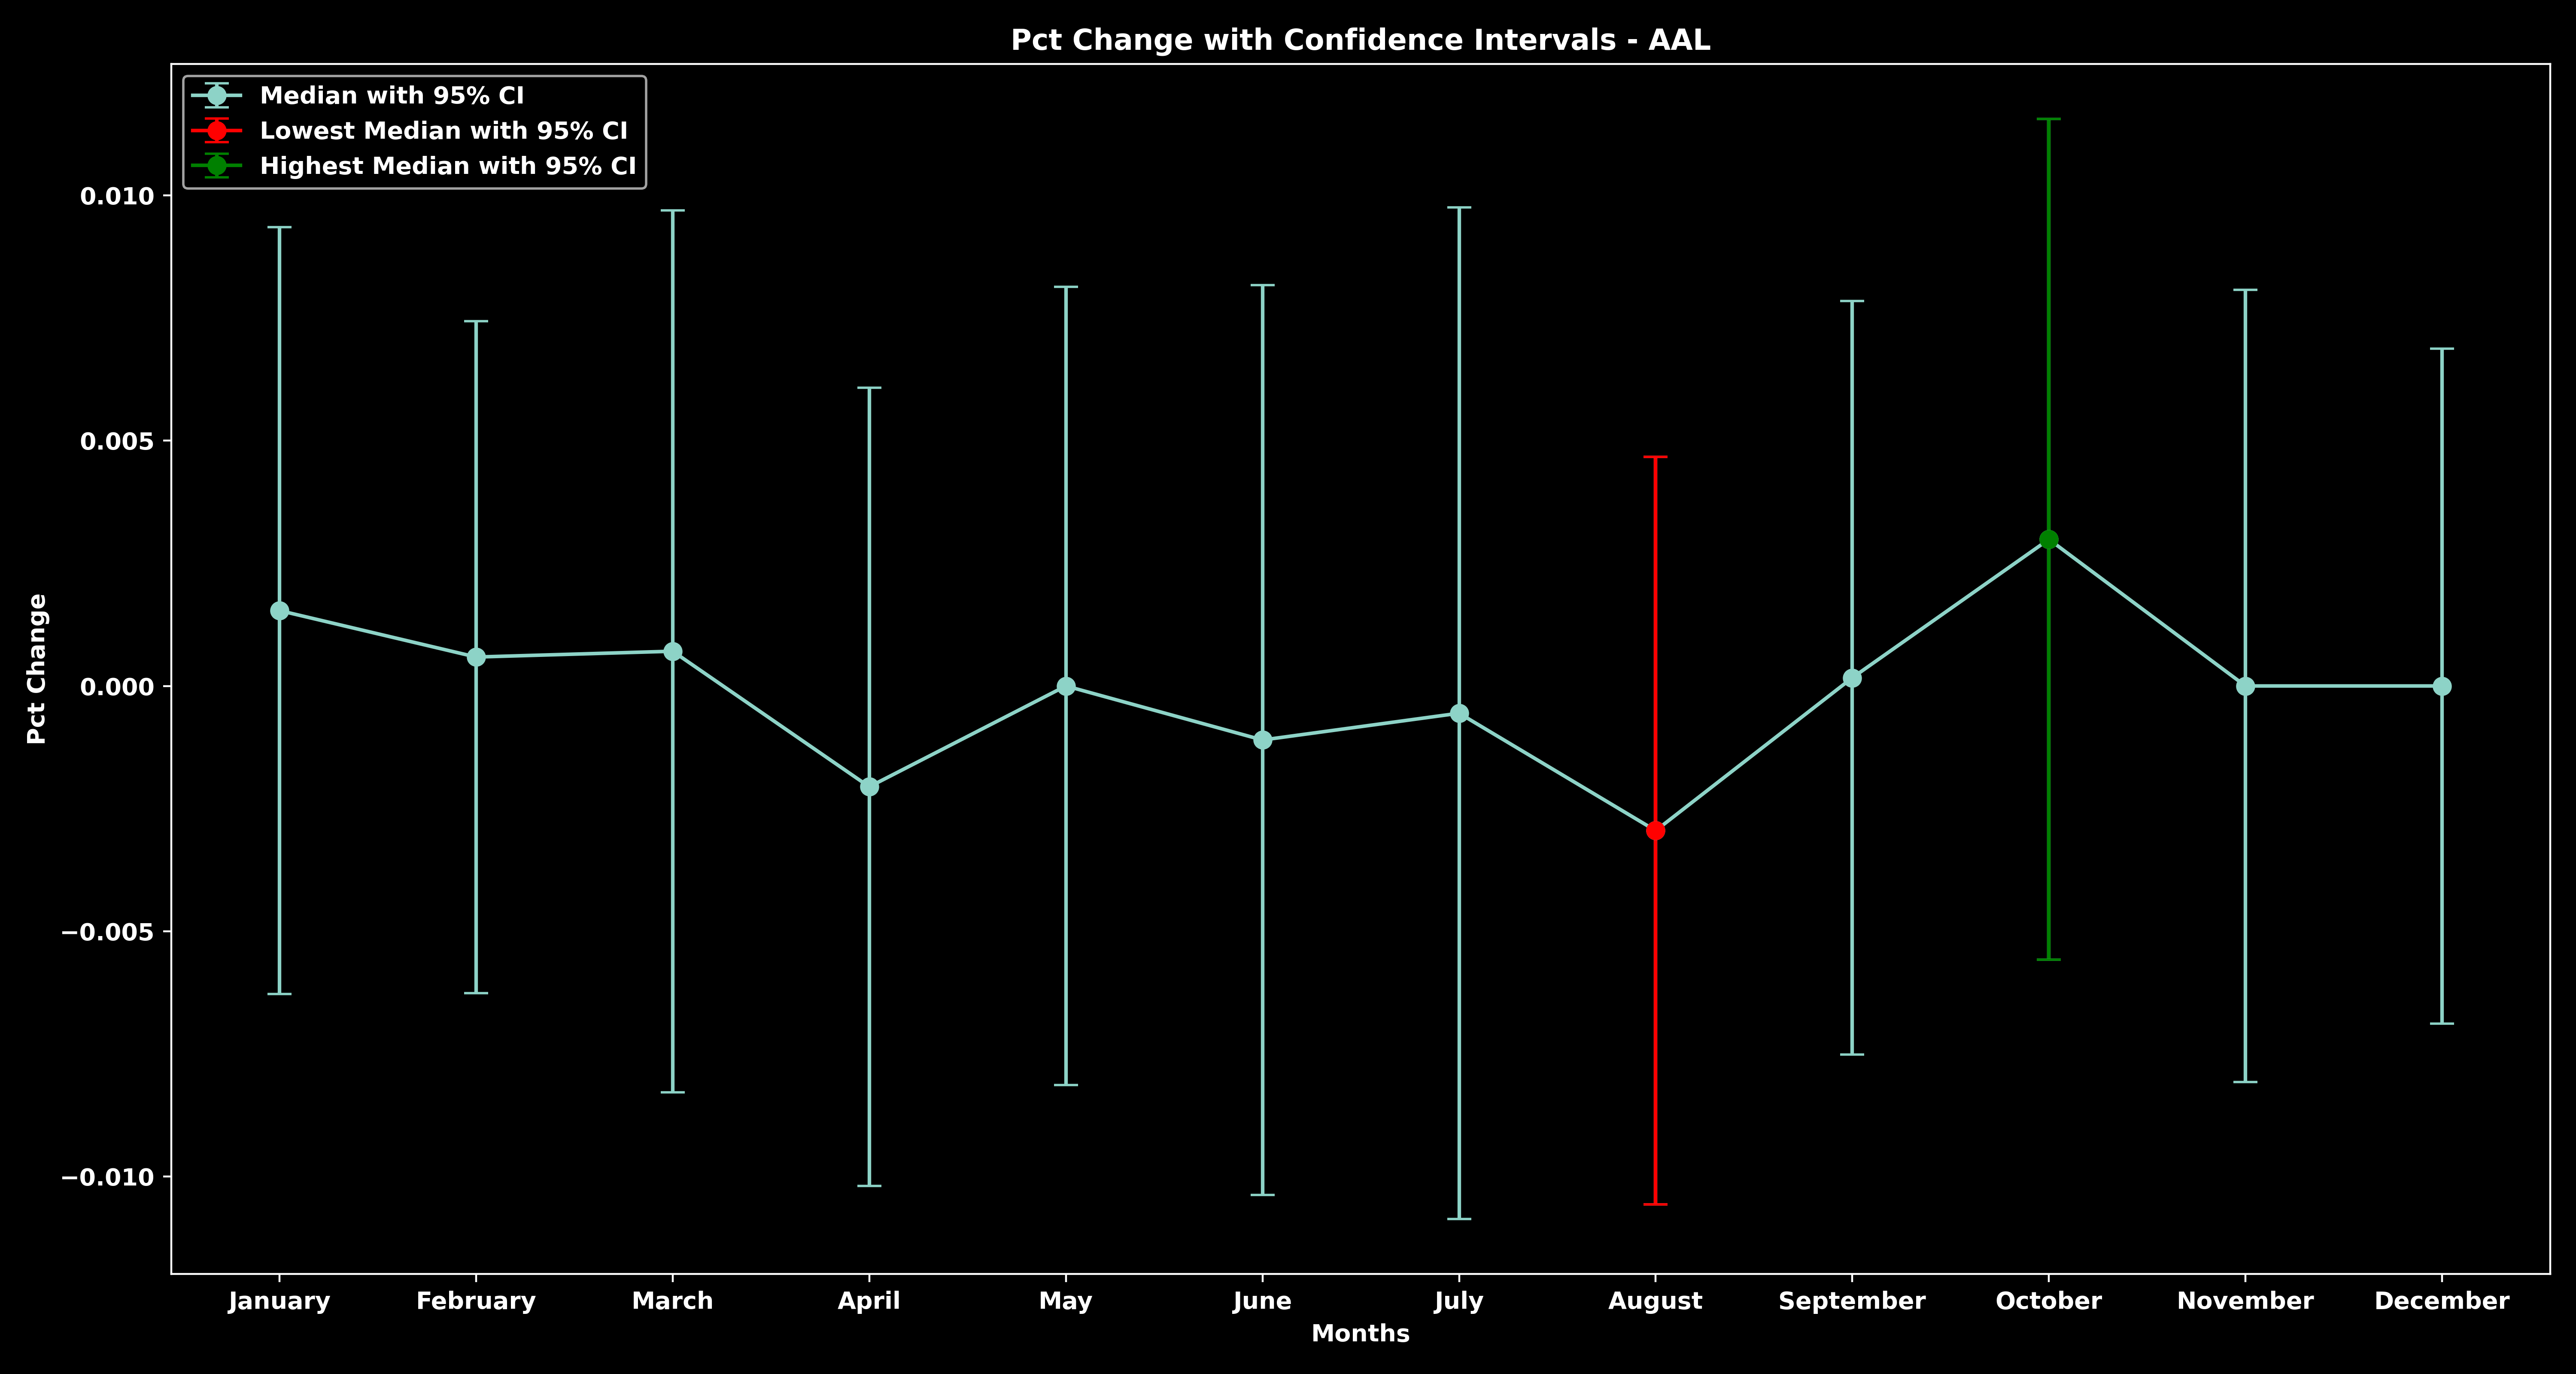 Pct Change with Confidence Intervals - AAL
Median with 95% CI
Lowest Median with 95% CI
Highest Median with 95% CI
0.010
0.005
0.000
−0.005
−0.010
Pct Change
January February March April May June July August September October November December
Months